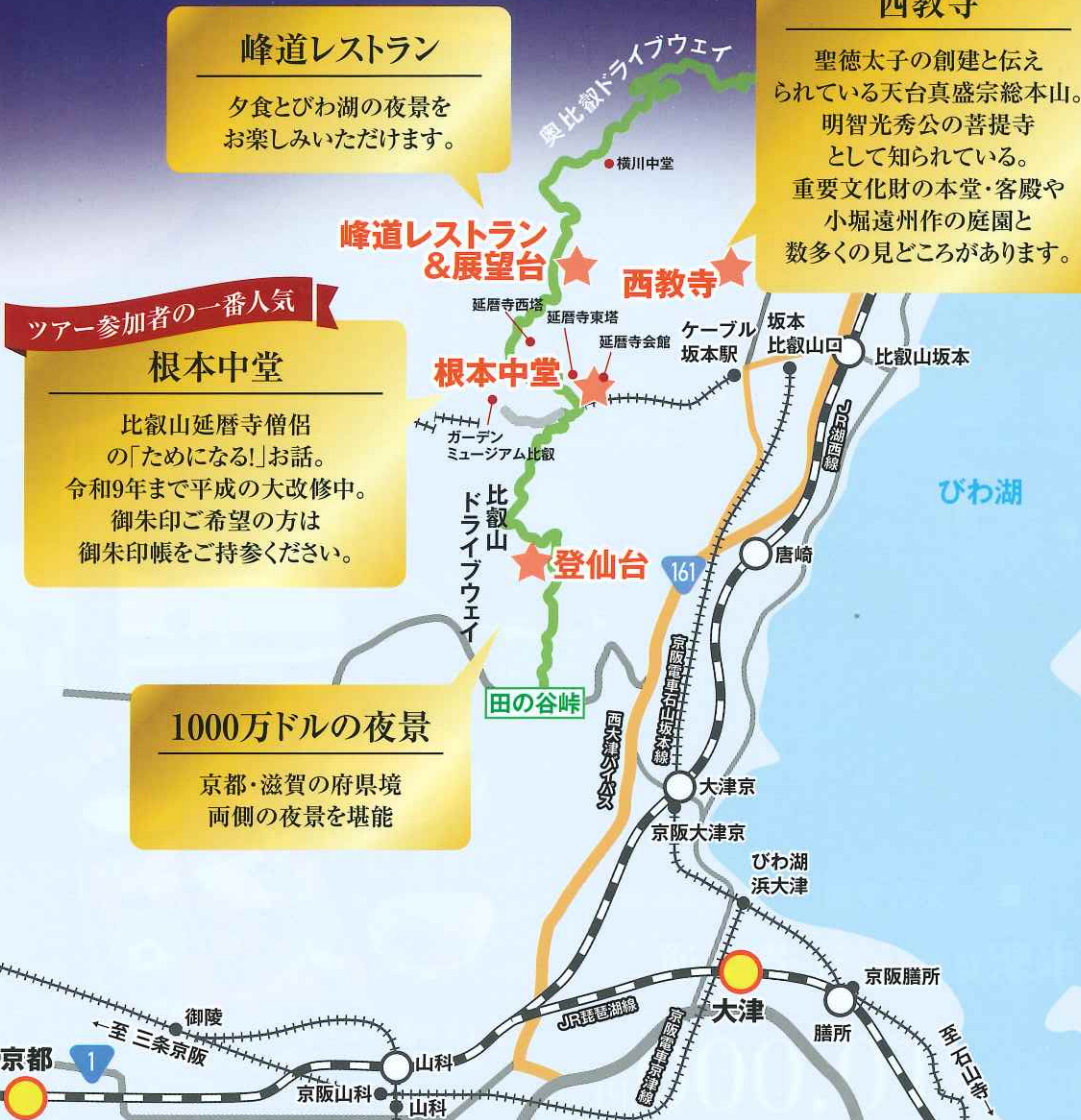 峰道レストラン
夕食とびわ湖の夜景を
お楽しみいただけます。
奥比叡ドライブウェイ
西教寺
聖徳太子の創建と伝え
られている天台真盛宗総本山。
明智光秀公の菩提寺
として知られている。
重要文化財の本堂・客殿や
小堀遠州作の庭園と
数多くの見どころがあります。
横川中堂
峰道レストラン
&展望台
西教寺
ツアー参加者の一番人気
根本中堂
比叡山延暦寺僧侶
の「ためになる!」お話。
令和9年まで平成の大改修中。
御朱印ご希望の方は
御朱印帳をご持参ください。
延暦寺西塔
延暦寺東塔
延暦寺会館
根本中堂
ケーブル
坂本駅
坂本
比叡山口
比叡山坂本
ガーデン
ミュージアム比叡
JR湖西線
びわ湖
比叡山
ドライブウェイ
登仙台
161
唐崎
京阪電車石山坂本線
田の谷峠
西大津バイパス
1000万ドルの夜景
京都・滋賀の府県境
両側の夜景を堪能
大津京
京阪大津京
びわ湖
浜大津
大津
京阪膳所
膳所
JR琵琶湖線
京阪電車京津線
至 石山寺
御陵
至 三条京阪
京都
1
山科
京阪山科
山科